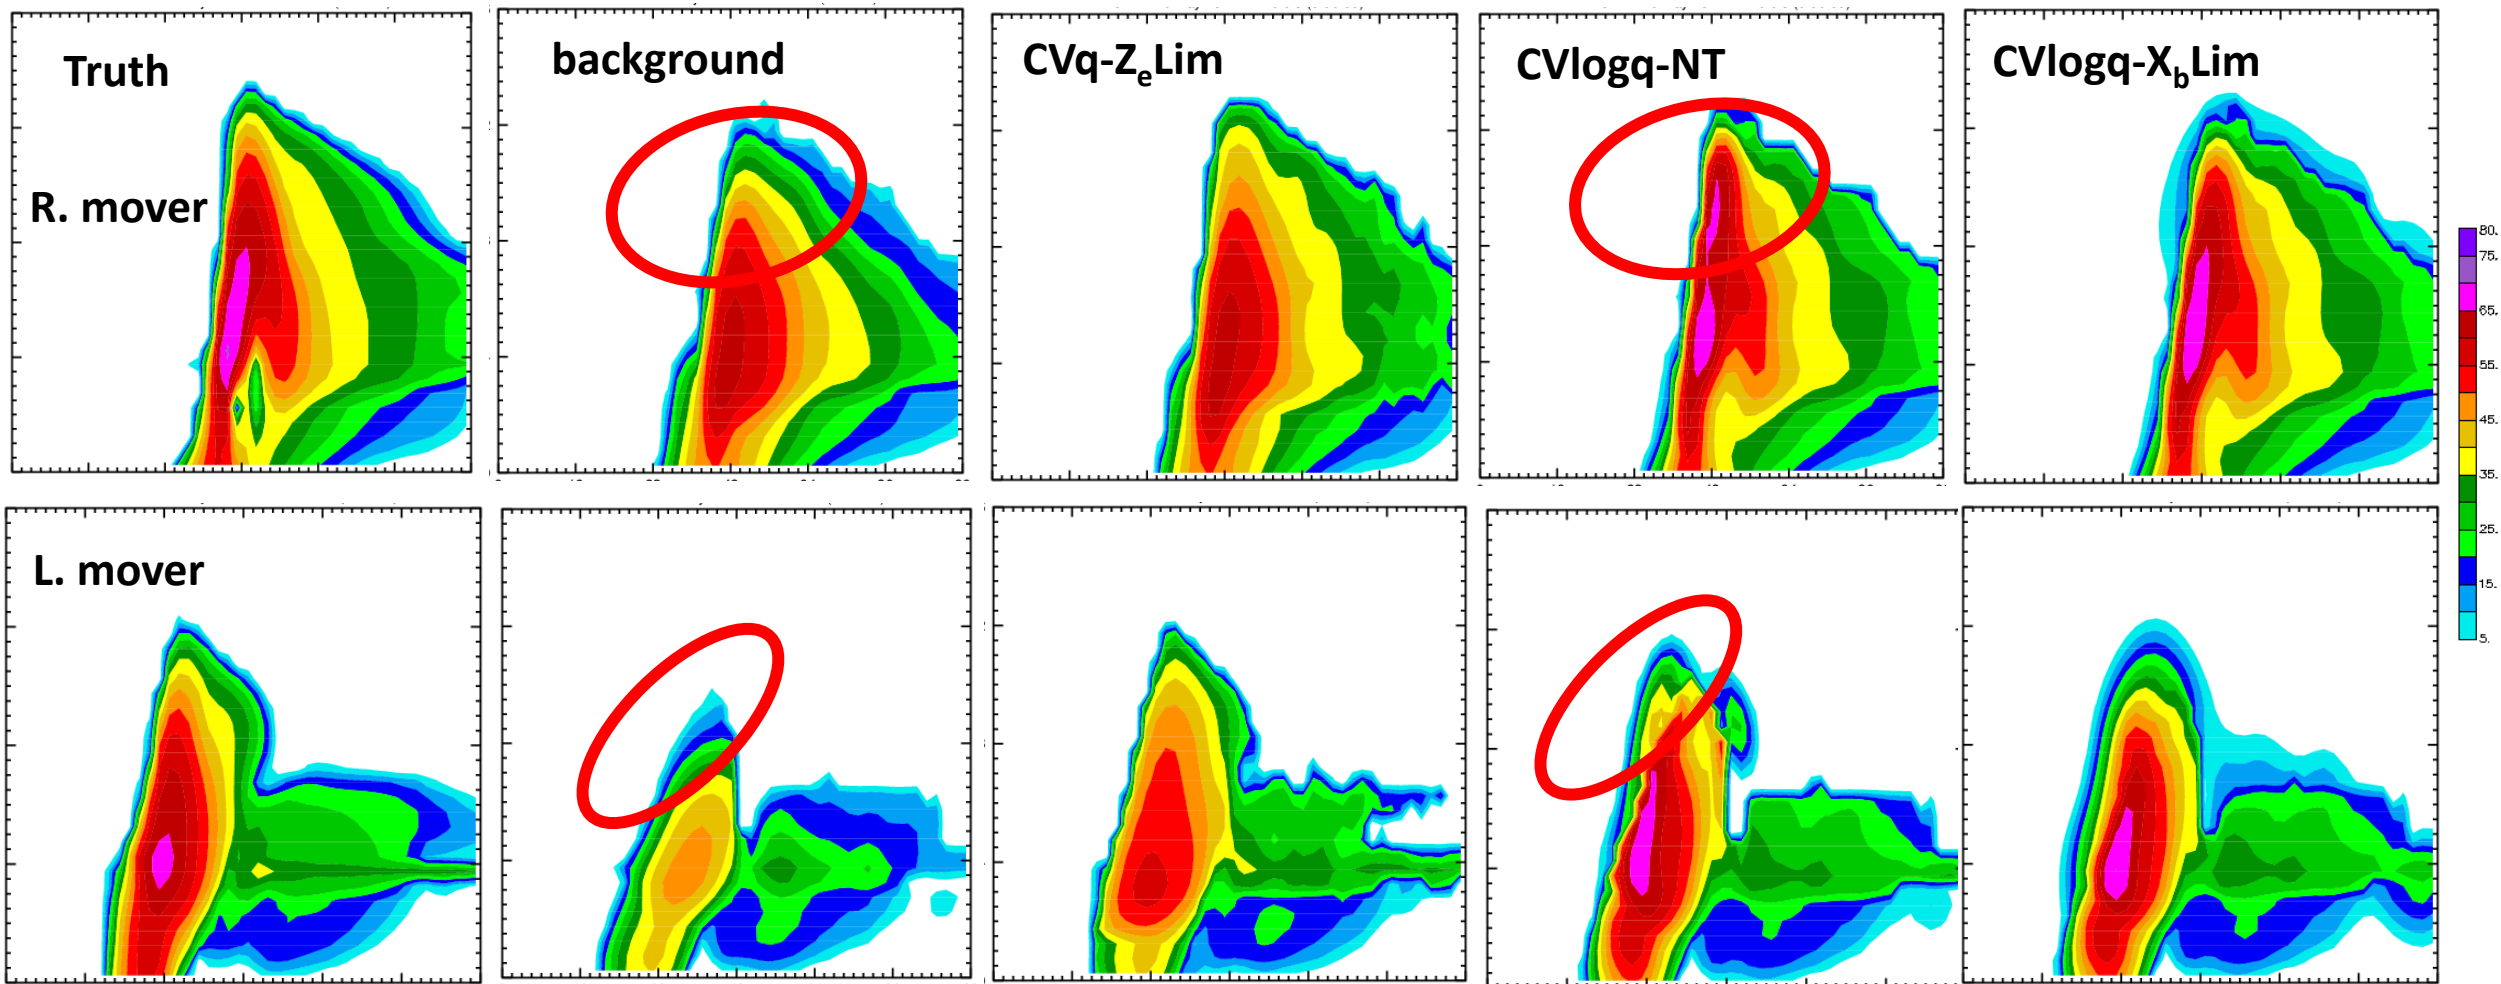 Truth
background
CVq-ZeLim
CVlogq-NT
CVlogq-XbLim
R. mover
L. mover
80.
75.
65.
55.
45.
35.
25.
15.
5.